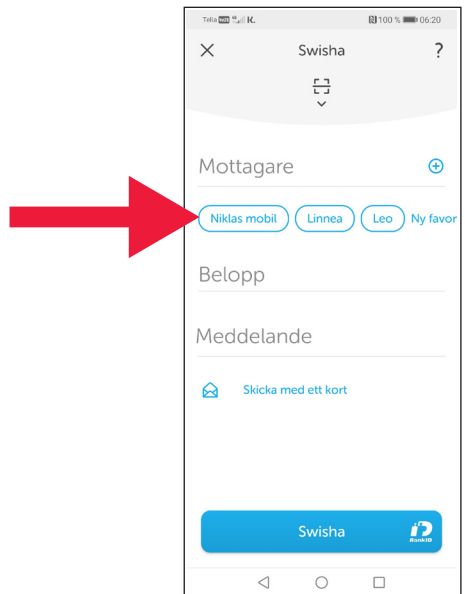 Telia K. 100 % 06:20
Swisha ?
Mottagare
Niklas mobil Linnea Leo Ny favor
Belopp
Meddelande
Skicka med ett kort
Swisha BankID